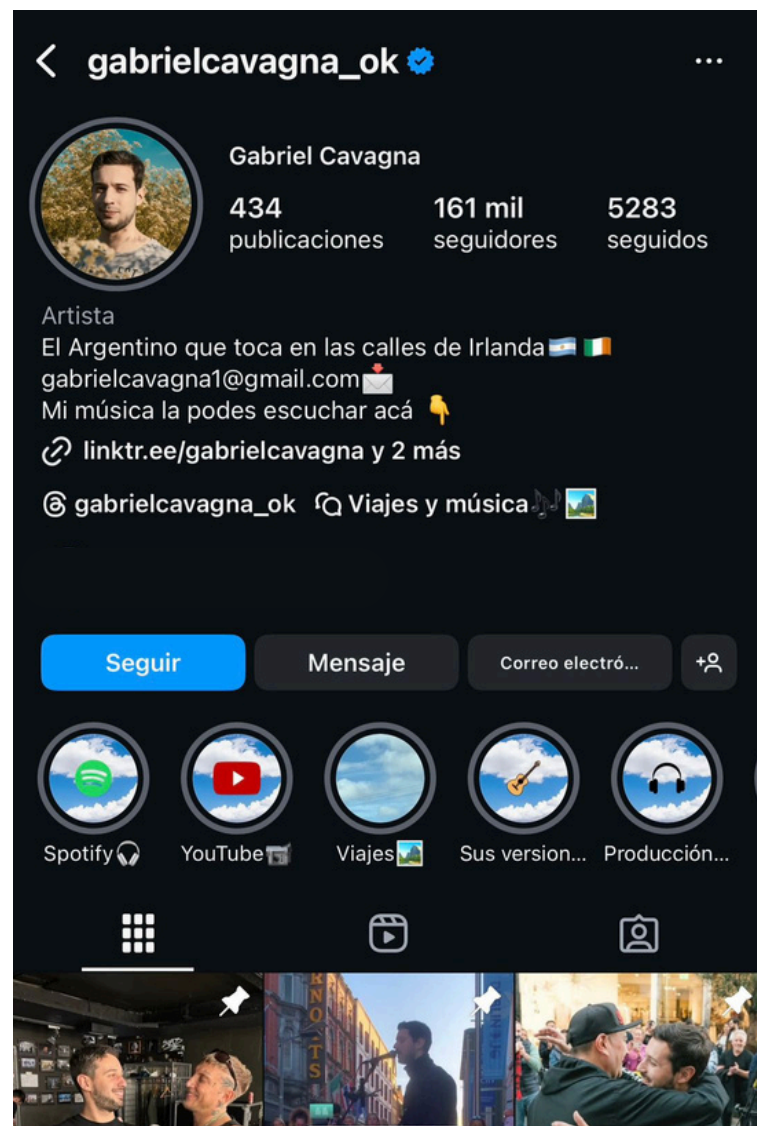 gabrielcavagna_ok
Gabriel Cavagna
434 161 mil 5283
publicaciones seguidores seguidos
Artista
El Argentino que toca en las calles de Irlanda🇦🇷 🇮🇪
gabrielcavagna1@gmail.com📩
Mi música la podes escuchar acá 👇
linktr.ee/gabrielcavagna y 2 más
gabrielcavagna_ok Viajes y música🎶🏞️
Seguir Mensaje Correo electró...
Spotify🎧 YouTube📹 Viajes🏞️ Sus version... Producción...